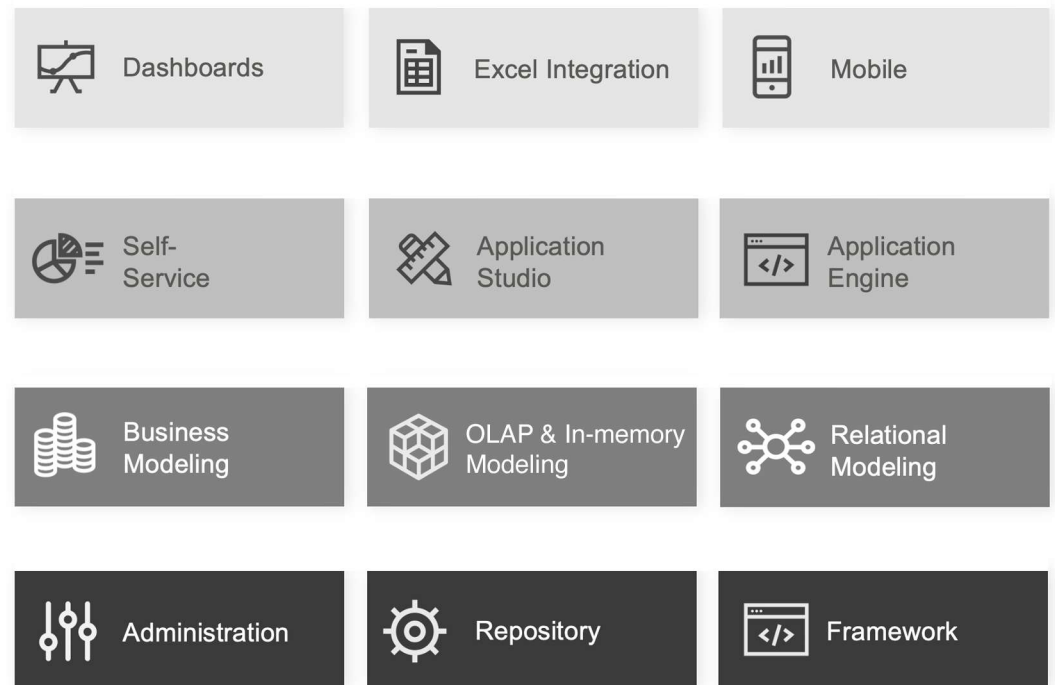 Dashboards
Excel Integration
Mobile
Self-
Service
Application
Studio
Application
Engine
Business
Modeling
OLAP & In-memory
Modeling
Relational
Modeling
Administration
Repository
Framework